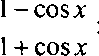 1 − cos x
1 + cos x ;